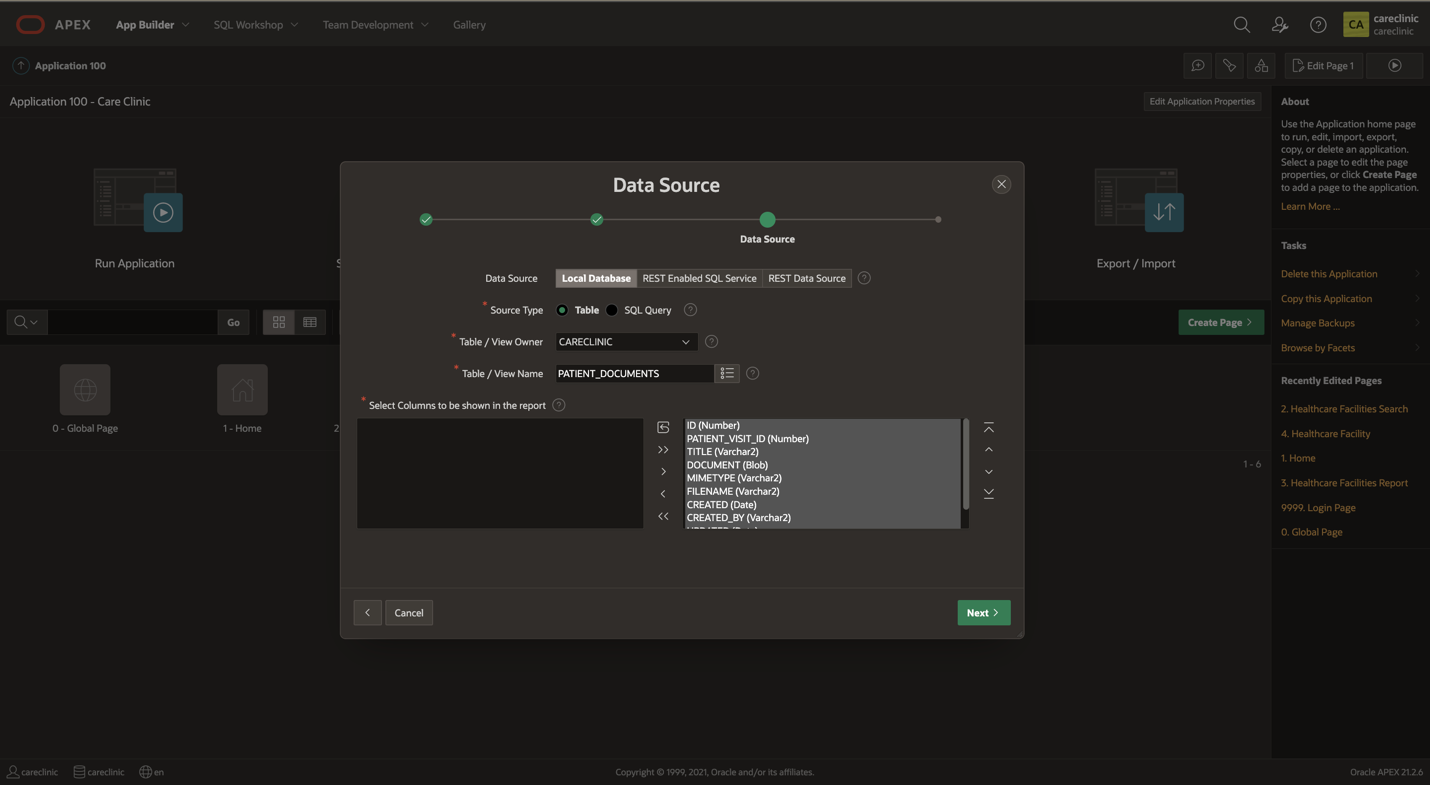 APEX App Builder SQL Workshop Team Development Gallery CA careclinic
careclinic
Application 100 Edit Page 1
Application 100 - Care Clinic Edit Application Properties
Run Application
S
Export / Import
Go
Create Page
0 - Global Page 1 - Home 2
1 - 6
Data Source
Data Source
Data Source Local Database REST Enabled SQL Service REST Data Source ?
* Source Type Table SQL Query ?
* Table / View Owner CARECLINIC ?
* Table / View Name PATIENT_DOCUMENTS ?
* Select Columns to be shown in the report ?
ID (Number)
PATIENT_VISIT_ID (Number)
TITLE (Varchar2)
DOCUMENT (Blob)
MIMETYPE (Varchar2)
FILENAME (Varchar2)
CREATED (Date)
CREATED_BY (Varchar2)
Cancel Next
About
Use the Application home page
to run, edit, import, export,
copy, or delete an application.
Select a page to edit the page
properties, or click Create Page
to add a page to the application.
Learn More ...
Tasks
Delete this Application
Copy this Application
Manage Backups
Browse by Facets
Recently Edited Pages
2. Healthcare Facilities Search
4. Healthcare Facility
1. Home
3. Healthcare Facilities Report
9999. Login Page
0. Global Page
careclinic careclinic en Copyright © 1999, 2021, Oracle and/or its affiliates. Oracle APEX 21.2.6